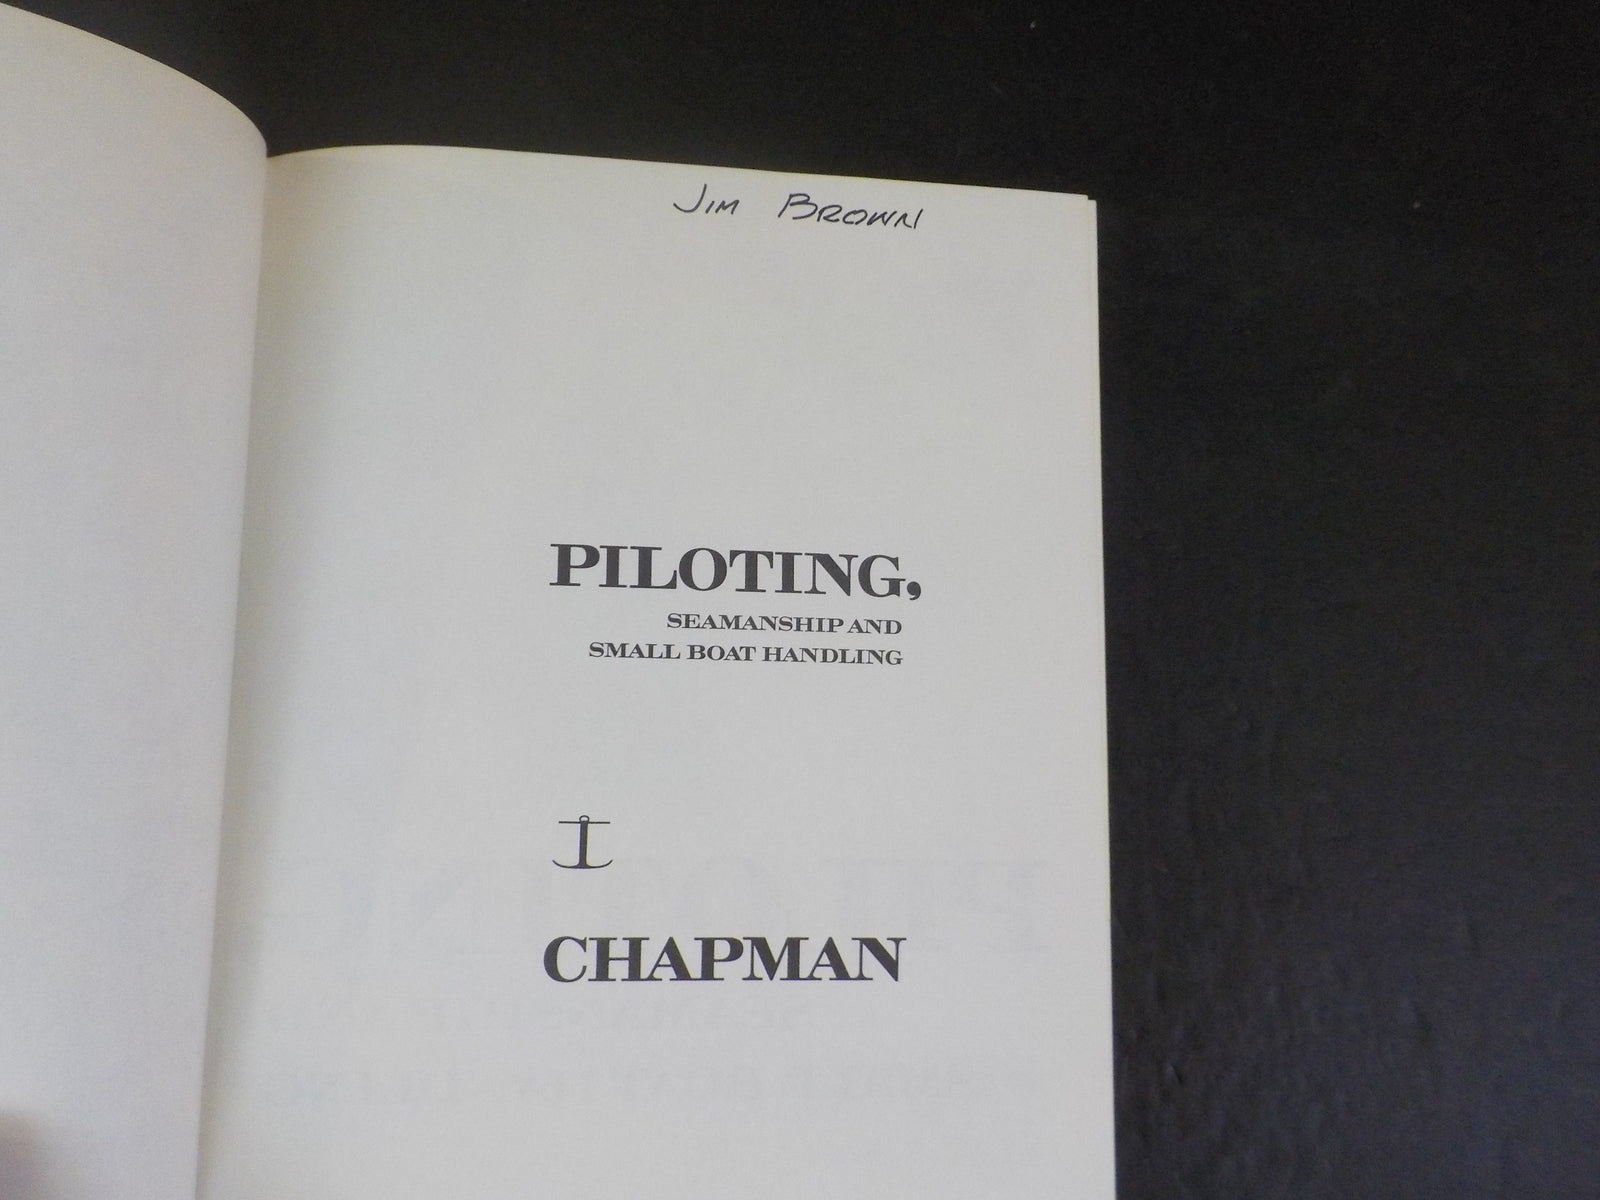 JIM BROWN
PILOTING,
SEAMANSHIP AND
SMALL BOAT HANDLING
CHAPMAN